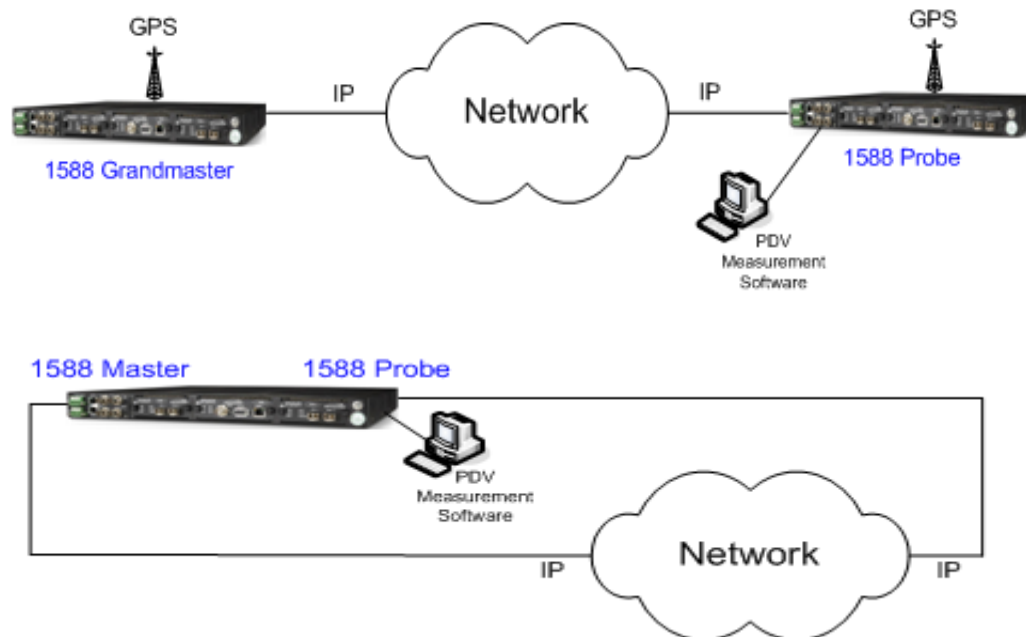 GPS
GPS
IP
Network
IP
1588 Grandmaster
1588 Probe
PDV
Measurement
Software
1588 Master
1588 Probe
PDV
Measurement
Software
IP
Network
IP